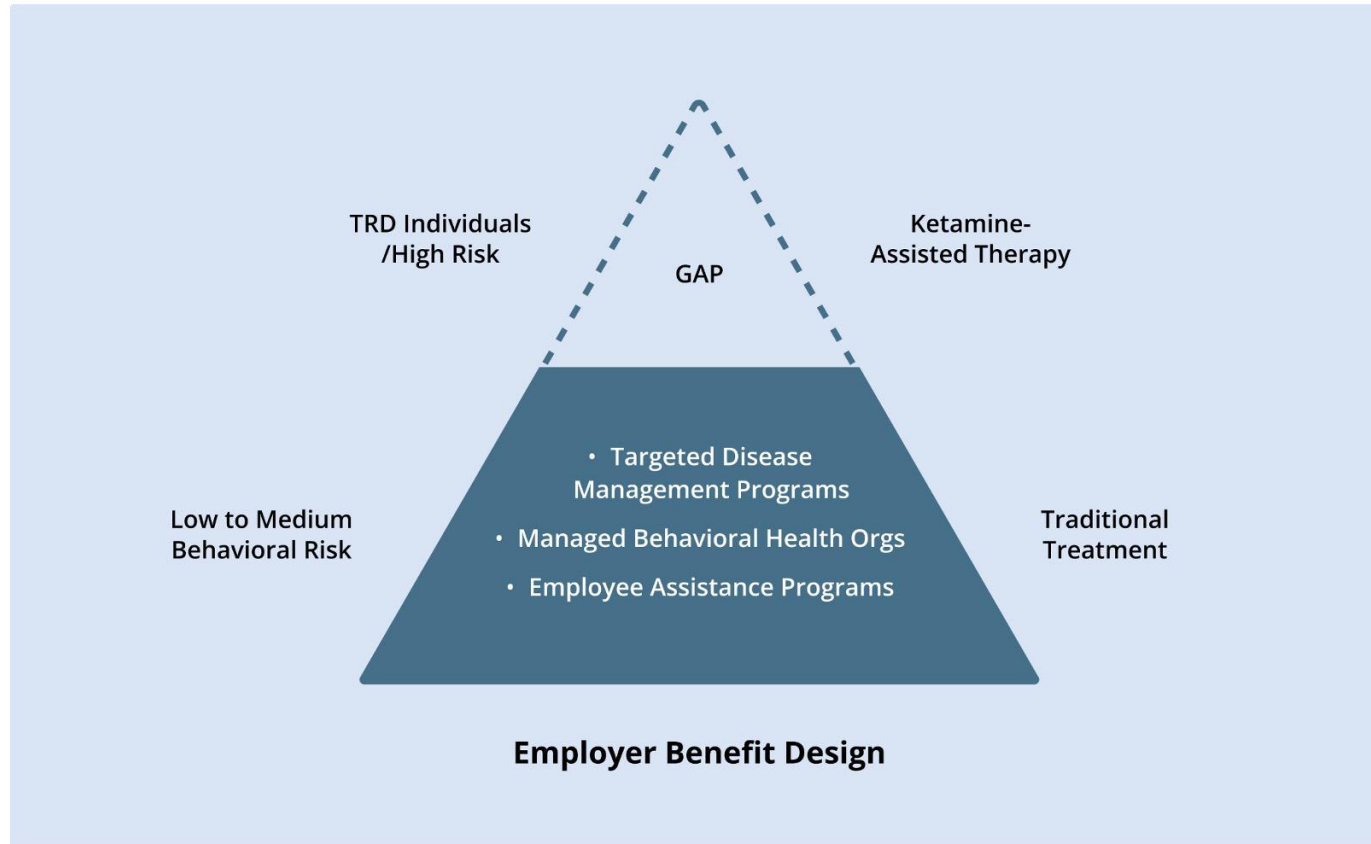 TRD Individuals
/High Risk
GAP
Ketamine-
Assisted Therapy
Low to Medium
Behavioral Risk
• Targeted Disease
Management Programs
• Managed Behavioral Health Orgs
• Employee Assistance Programs
Traditional
Treatment
Employer Benefit Design